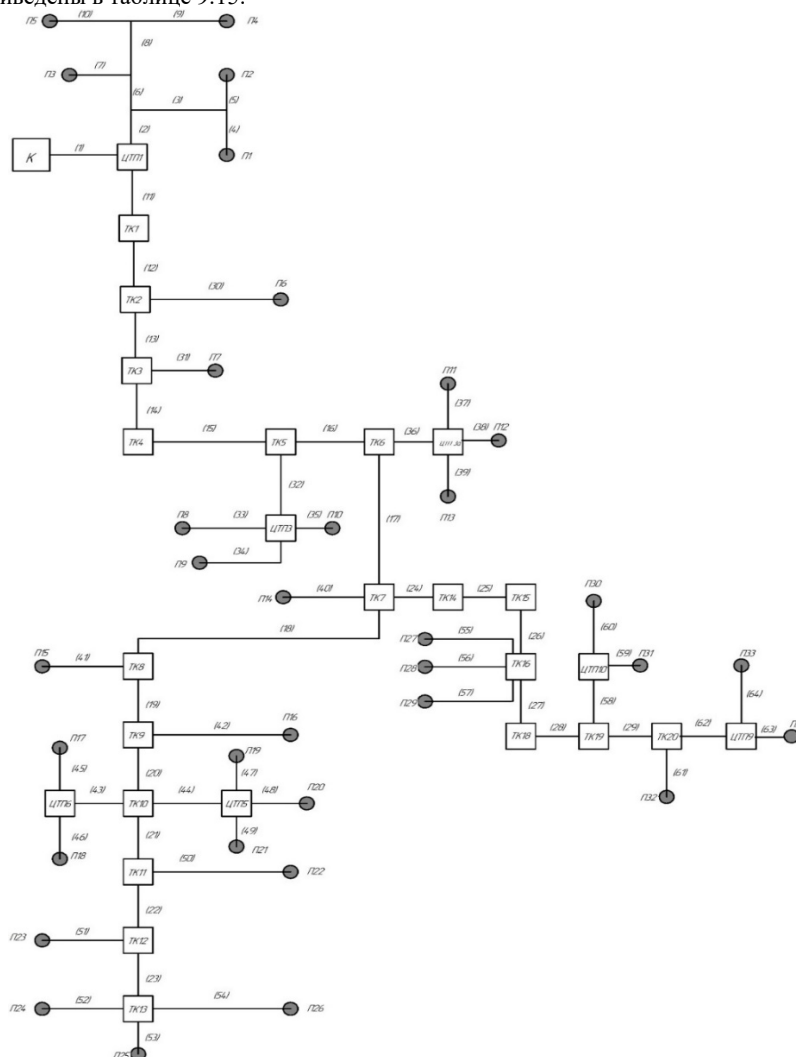 иведены в таблице 9.15.
П5 (10) (9) П4
(8)
П3 (7) П2
(6) (3) (5)
(2) (4)
К (1) ЦТП1 П1
(11)
ТК1
(12)
ТК2 (30) П6
(13)
ТК3 (31) П7
(14) П11
(37)
ТК4 (15) ТК5 (16) ТК6 (36) (38) П12
(32) (39)
П8 (33) ЦТП3 (35) П10 (17) П13
П9 (34)
П14 (40) ТК7 (24) ТК14 (25) ТК15 П30
(18) П27 (55) (26) (60)
П15 (41) ТК8 П28 (56) ТК16 ЦТП10 (59) П31 П33
П29 (57) (27) (58) (64)
(19)
П17 ТК9 (42) П16 ТК18 (28) ТК19 (29) ТК20 (62) ЦТП9 (63)
(45) (20) П19 (61)
(47)
ЦТП6 (43) ТК10 (44) ЦТП5 (48) П20 П32
(46) (21) (49)
П18 П21
ТК11 (50) П22
(22)
П23 (51) ТК12
(23)
П24 (52) ТК13 (54) П26
(53)
П25